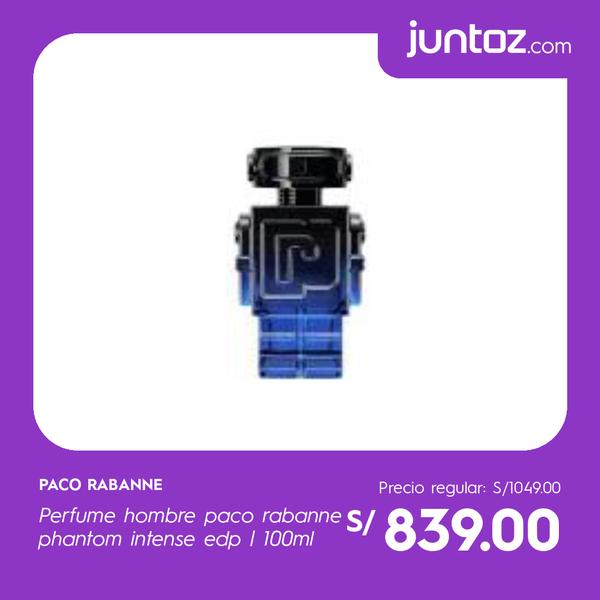 juntoz.com
PACO RABANNE
Perfume hombre paco rabanne
phantom intense edp | 100ml
Precio regular: S/1049.00
S/ 839.00